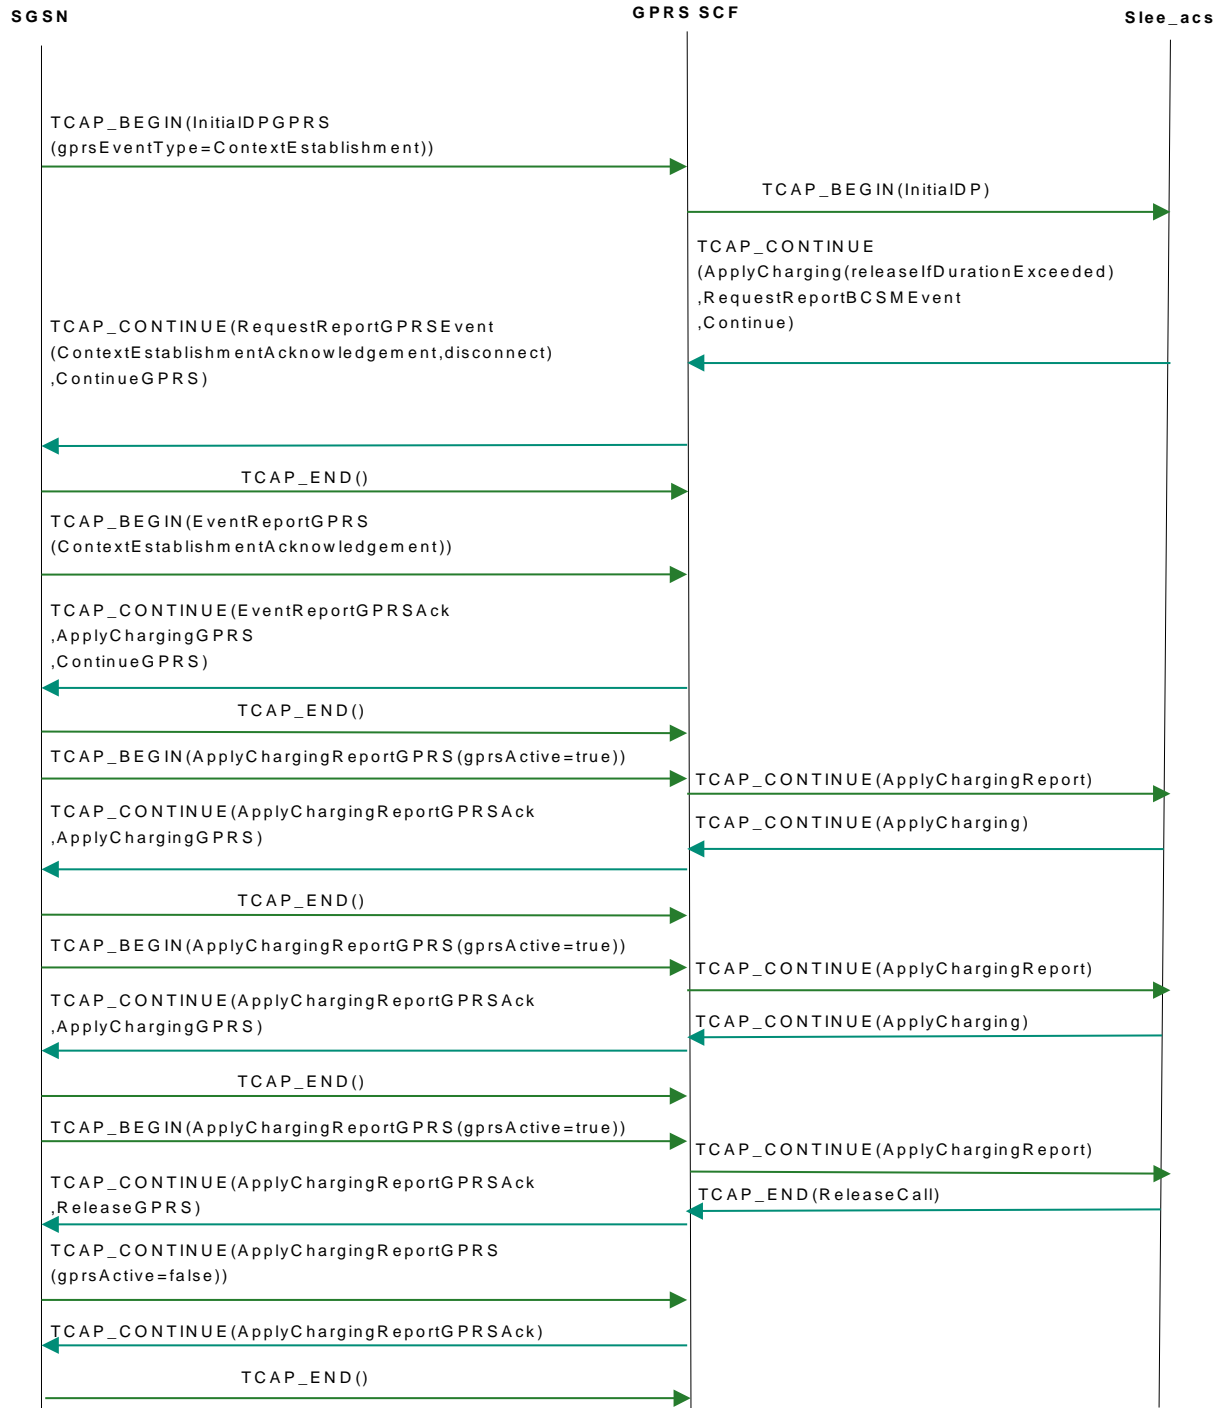 SGSN
GPRS SCF
Slee_acs
TCAP_BEGIN(InitialDPGPRS
(gprsEventType=ContextEstablishment))
TCAP_BEGIN(InitialDP)
TCAP_CONTINUE
(ApplyCharging(releaseIfDurationExceeded)
,RequestReportBCSMEvent
,Continue)
TCAP_CONTINUE(RequestReportGPRSEvent
(ContextEstablishmentAcknowledgement,disconnect)
,ContinueGPRS)
TCAP_END()
TCAP_BEGIN(EventReportGPRS
(ContextEstablishmentAcknowledgement))
TCAP_CONTINUE(EventReportGPRSAck
,ApplyChargingGPRS
,ContinueGPRS)
TCAP_END()
TCAP_BEGIN(ApplyChargingReportGPRS(gprsActive=true))
TCAP_CONTINUE(ApplyChargingReport)
TCAP_CONTINUE(ApplyChargingReportGPRSAck
,ApplyChargingGPRS)
TCAP_CONTINUE(ApplyCharging)
TCAP_END()
TCAP_BEGIN(ApplyChargingReportGPRS(gprsActive=true))
TCAP_CONTINUE(ApplyChargingReport)
TCAP_CONTINUE(ApplyChargingReportGPRSAck
,ApplyChargingGPRS)
TCAP_CONTINUE(ApplyCharging)
TCAP_END()
TCAP_BEGIN(ApplyChargingReportGPRS(gprsActive=true))
TCAP_CONTINUE(ApplyChargingReport)
TCAP_CONTINUE(ApplyChargingReportGPRSAck
,ReleaseGPRS)
TCAP_END(ReleaseCall)
TCAP_CONTINUE(ApplyChargingReportGPRS
(gprsActive=false))
TCAP_CONTINUE(ApplyChargingReportGPRSAck)
TCAP_END()